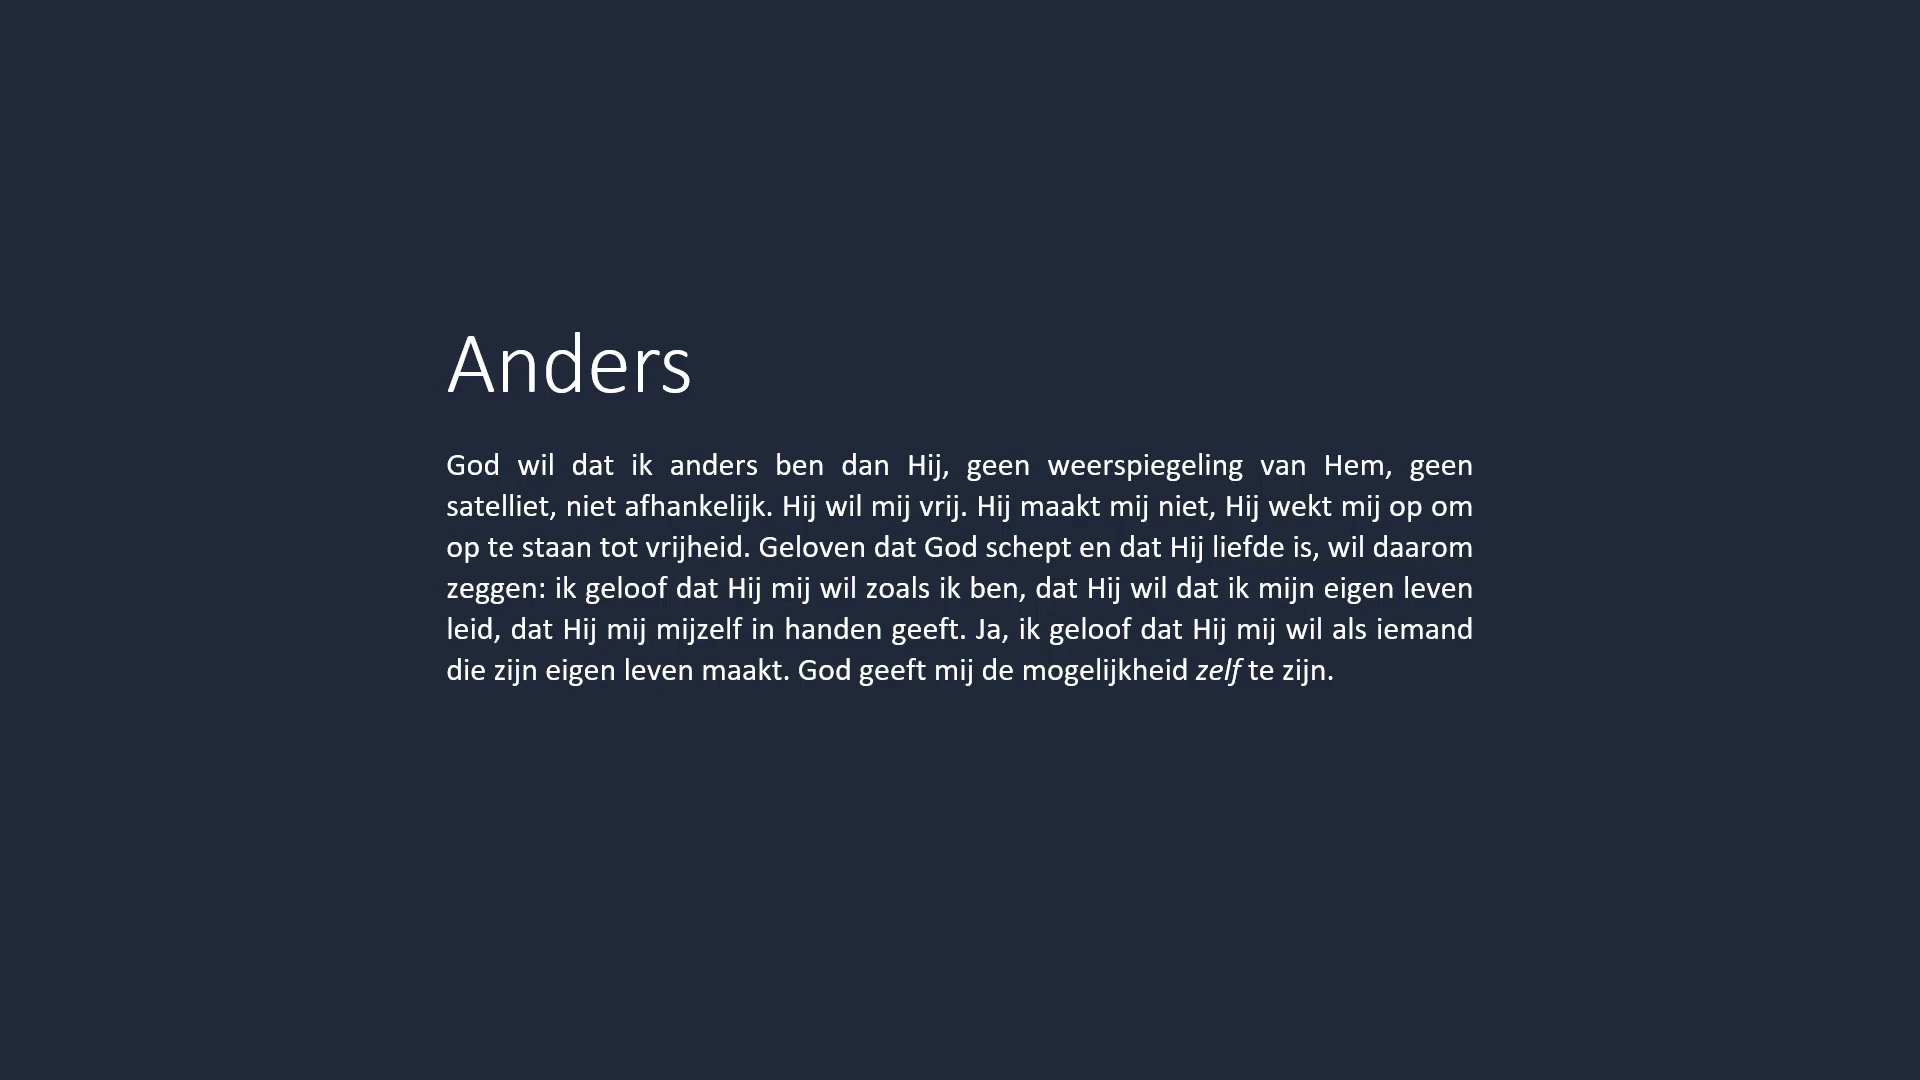 Anders
God wil dat ik anders ben dan Hij, geen weerspiegeling van Hem, geen
satelliet, niet afhankelijk. Hij wil mij vrij. Hij maakt mij niet, Hij wekt mij op om
op te staan tot vrijheid. Geloven dat God schept en dat Hij liefde is, wil daarom
zeggen: ik geloof dat Hij mij wil zoals ik ben, dat Hij wil dat ik mijn eigen leven
leid, dat Hij mij mijzelf in handen geeft. Ja, ik geloof dat Hij mij wil als iemand
die zijn eigen leven maakt. God geeft mij de mogelijkheid zelf te zijn.